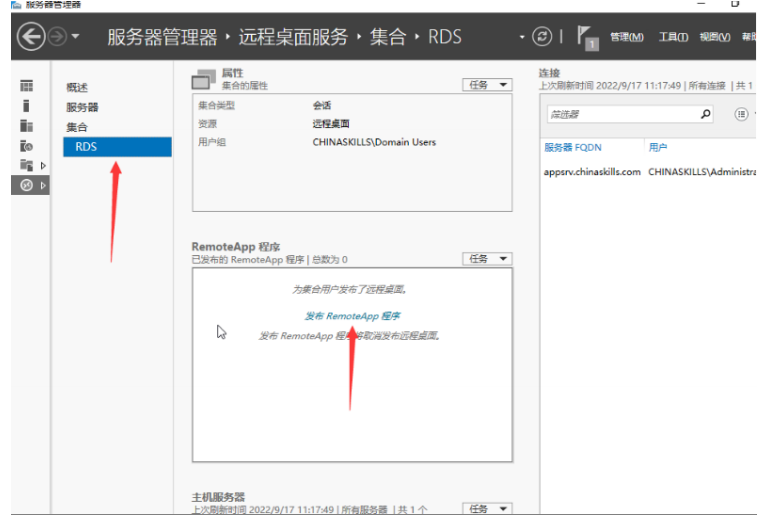 服务器管理器
服务器管理器 · 远程桌面服务 · 集合 · RDS
1
管理(M) 工具(T) 视图(V) 帮助
概述
服务器
集合
RDS
属性
集合的属性
任务
集合类型 会话
资源 远程桌面
用户组 CHINASKILLS\Domain Users
RemoteApp 程序
已发布的 RemoteApp 程序 | 总数为 0
任务
为集合用户发布了远程桌面。
发布 RemoteApp 程序
发布 RemoteApp 程序将取消发布远程桌面。
主机服务器
上次刷新时间 2022/9/17 11:17:49 | 所有服务器 | 共 1 个
任务
连接
上次刷新时间 2022/9/17 11:17:49 | 所有连接 | 共 1
筛选器
服务器 FQDN 用户
appsrv.chinaskills.com CHINASKILLS\Administra